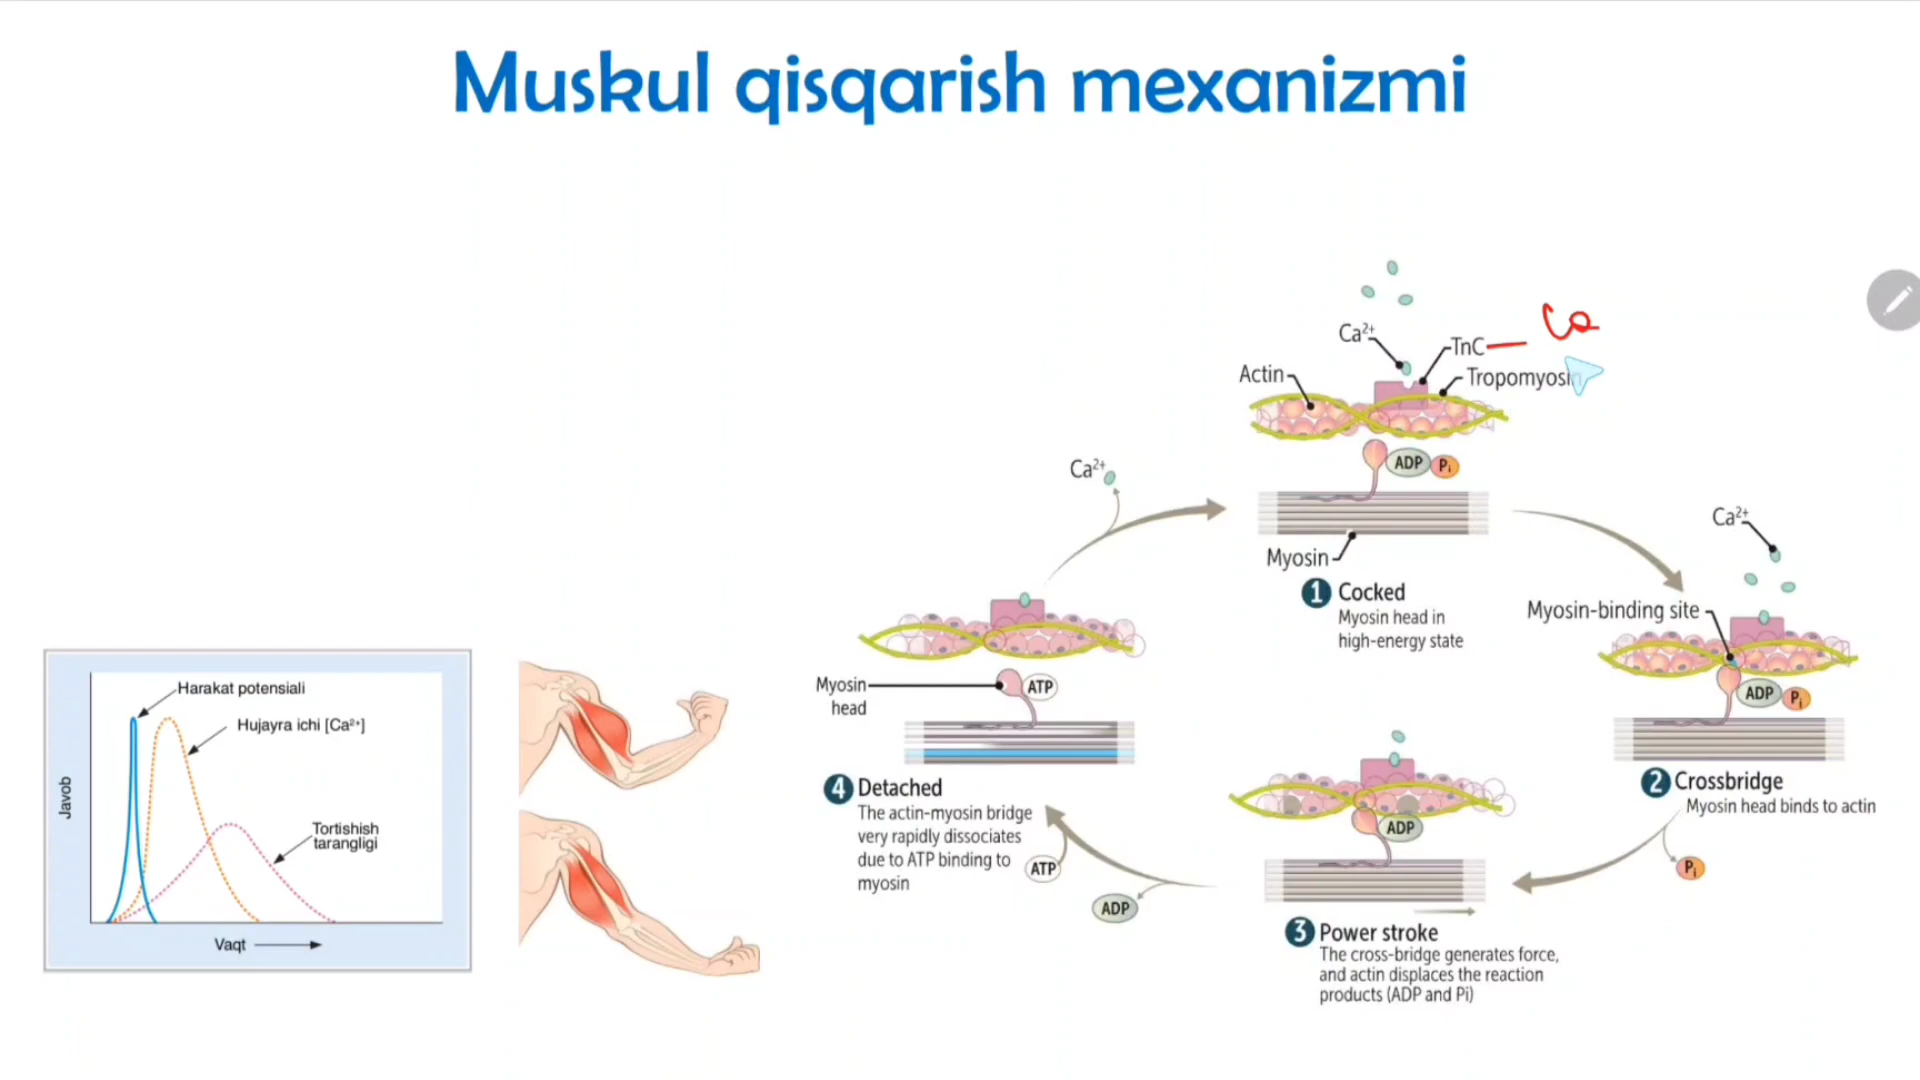 Muskul qisqarish mexanizmi
Ca²⁺
TnC
Ca
Actin
Tropomyosin
ADP
Pi
Myosin
1 Cocked
Myosin head in
high-energy state
Ca²⁺
Ca²⁺
Myosin-binding site
ADP
Pi
2 Crossbridge
Myosin head binds to actin
Pi
ADP
3 Power stroke
The cross-bridge generates force,
and actin displaces the reaction
products (ADP and Pi)
ADP
ATP
Myosin
head
ATP
4 Detached
The actin-myosin bridge
very rapidly dissociates
due to ATP binding to
myosin
Harakat potensiali
Hujayra ichi [Ca²⁺]
Tortishish
tarangligi
Javob
Vaqt